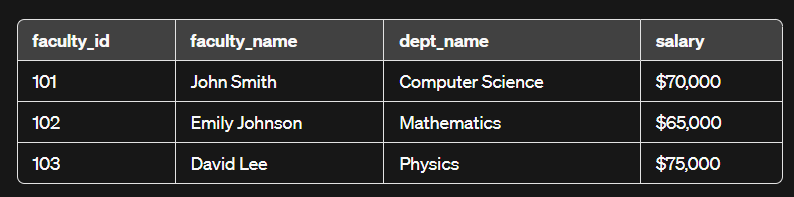 faculty_id faculty_name dept_name salary
101 John Smith Computer Science $70,000
102 Emily Johnson Mathematics $65,000
103 David Lee Physics $75,000